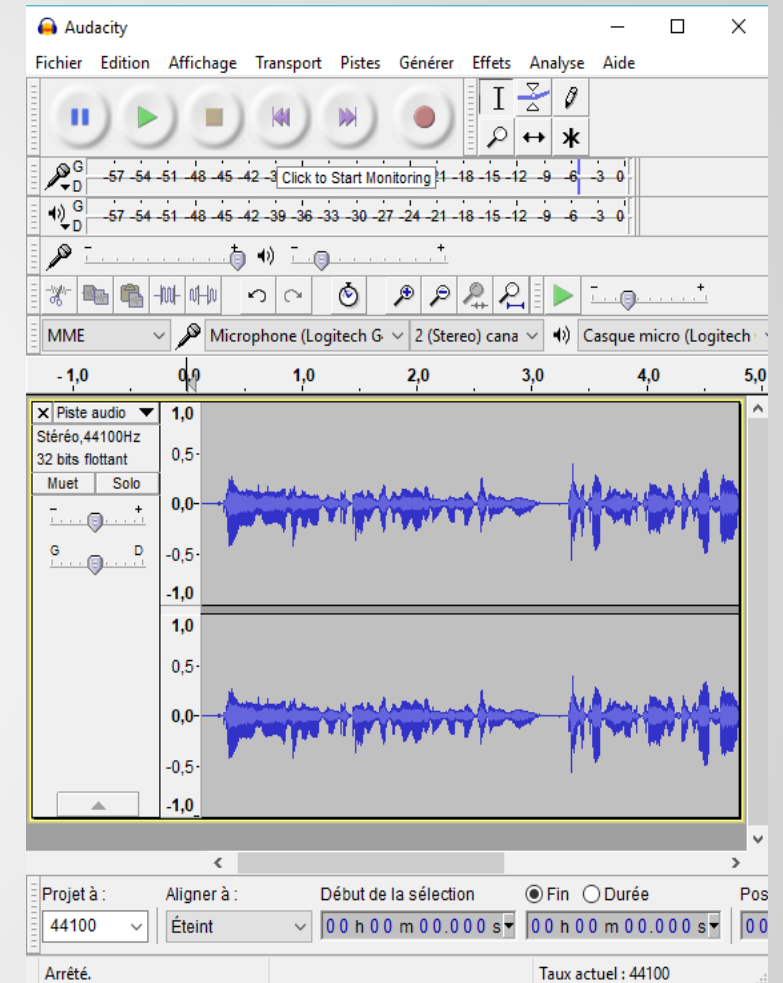 Audacity
Fichier Edition Affichage Transport Pistes Générer Effets Analyse Aide
G
D
-57 -54 -51 -48 -45 -42 -3 Click to Start Monitoring 1 -18 -15 -12 -9 -6 -3 0
G
D
-57 -54 -51 -48 -45 -42 -39 -36 -33 -30 -27 -24 -21 -18 -15 -12 -9 -6 -3 0
- +
- +
- +
MME Microphone (Logitech G 2 (Stereo) cana Casque micro (Logitech
- 1,0 0,0 1,0 2,0 3,0 4,0 5,0
Piste audio
Stéréo,44100Hz
32 bits flottant
Muet Solo
- +
G D
1,0
0,5
0,0
-0,5
-1,0
1,0
0,5
0,0
-0,5
-1,0
Projet à : Aligner à : Début de la sélection Fin Durée Pos
44100 Éteint 00 h 00 m 00.000 s 00 h 00 m 00.000 s 00
Arrêté. Taux actuel : 44100